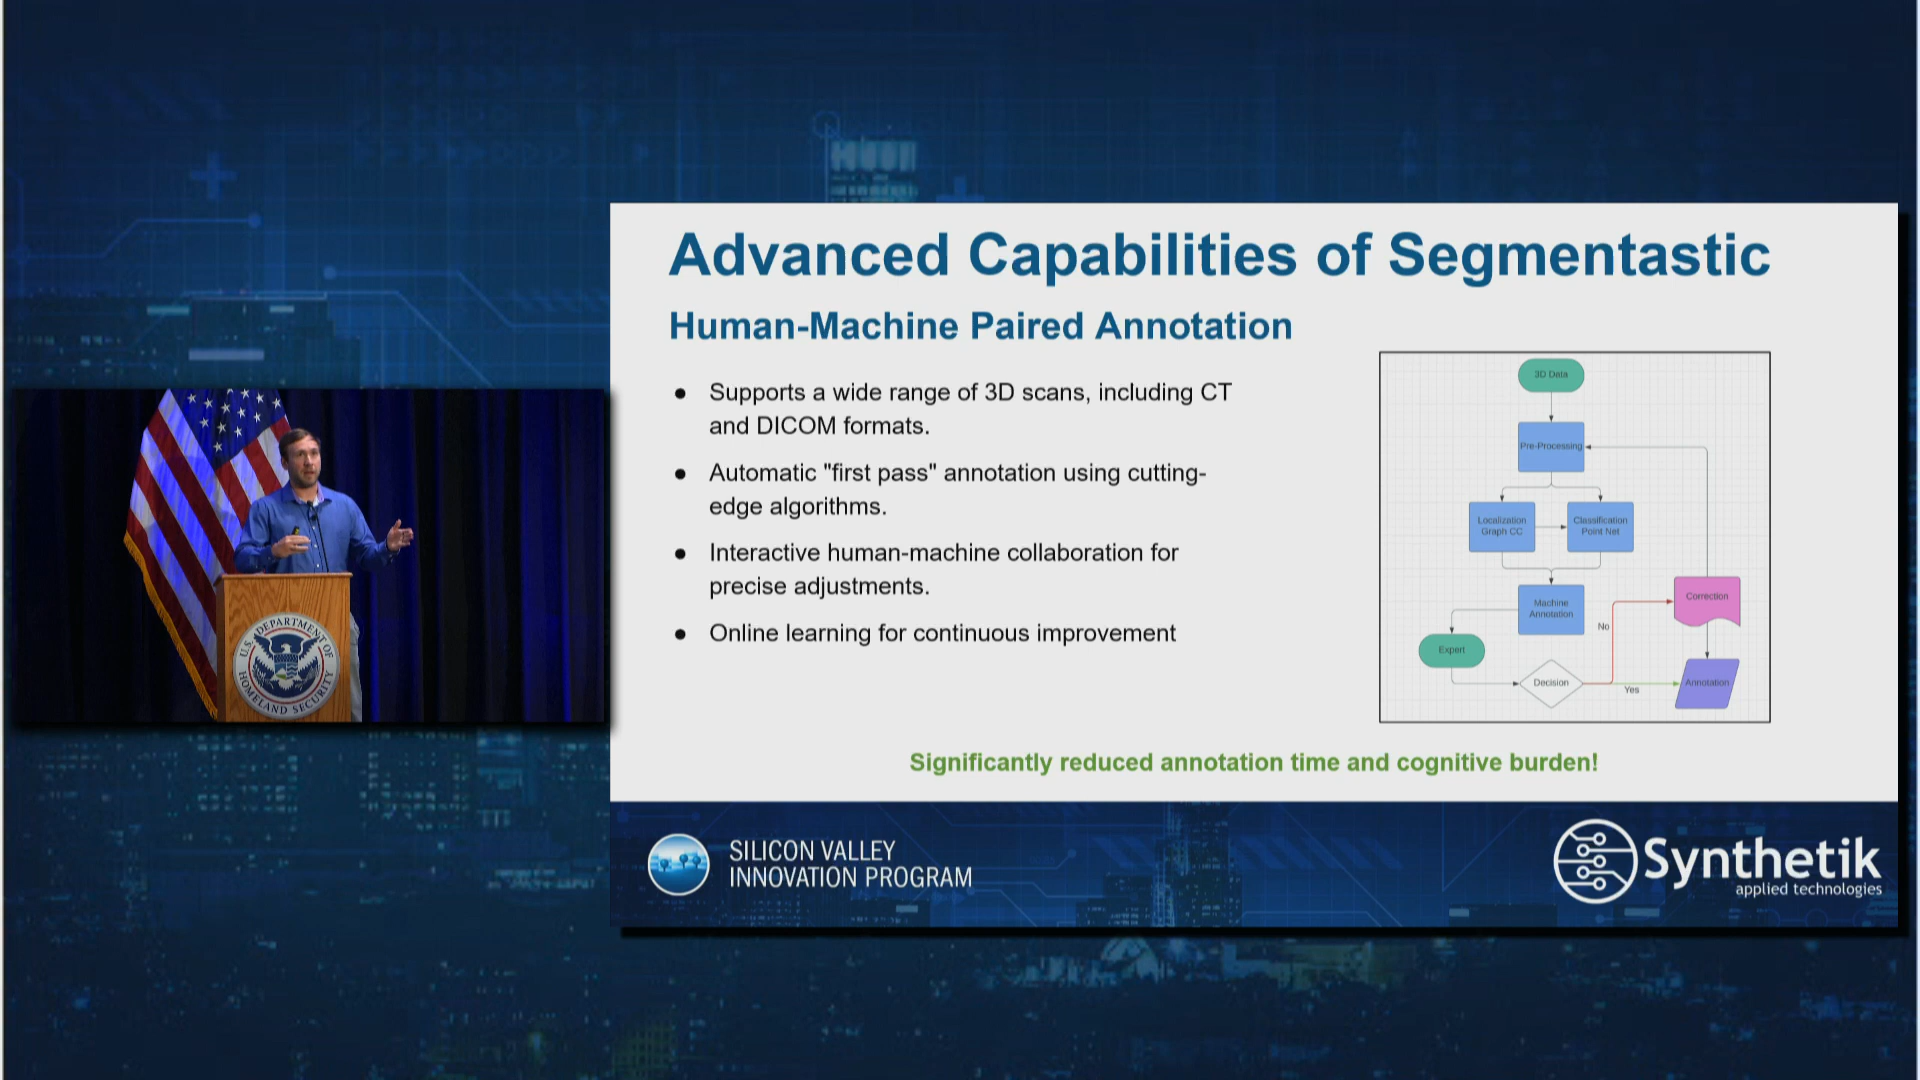 Advanced Capabilities of Segmentastic
Human-Machine Paired Annotation
● Supports a wide range of 3D scans, including CT
and DICOM formats.
● Automatic "first pass" annotation using cutting-
edge algorithms.
● Interactive human-machine collaboration for
precise adjustments.
● Online learning for continuous improvement
3D Data
Pre-Processing
Localization
Graph CC
Classification
Point Net
Machine
Annotation
Correction
No
Expert
Decision
Yes
Annotation
Significantly reduced annotation time and cognitive burden!
U.S. DEPARTMENT OF
HOMELAND SECURITY
SILICON VALLEY
INNOVATION PROGRAM
Synthetik
applied technologies